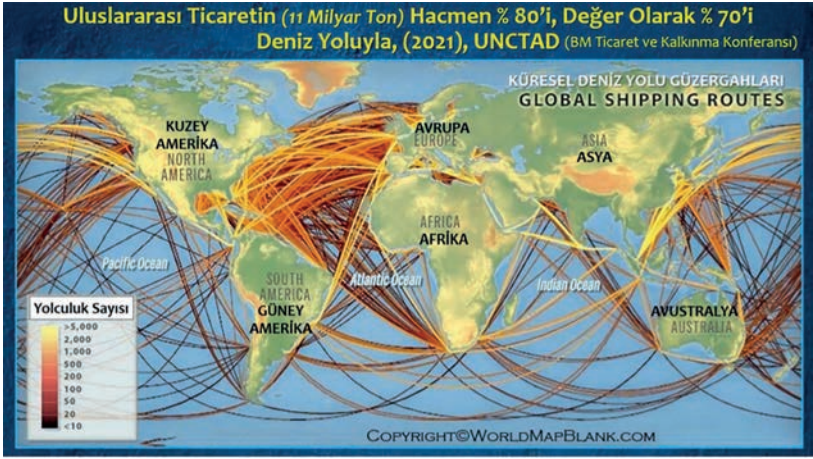 Uluslararası Ticaretin (11 Milyar Ton) Hacmen % 80'i, Değer Olarak % 70'i
Deniz Yoluyla, (2021), UNCTAD (BM Ticaret ve Kalkınma Konferansı)
KÜRESEL DENİZ YOLU GÜZERGAHLARI
GLOBAL SHIPPING ROUTES
KUZEY
AMERİKA
NORTH
AMERICA
AVRUPA
EUROPE
ASIA
ASYA
AFRICA
AFRİKA
Pacific Ocean
Atlantic Ocean
Indian Ocean
SOUTH
AMERICA
GÜNEY
AMERİKA
AVUSTRALYA
AUSTRALIA
Yolculuk Sayısı
>5,000
2,000
1,000
500
200
100
50
20
<10
COPYRIGHT©WORLDMAPBLANK.COM